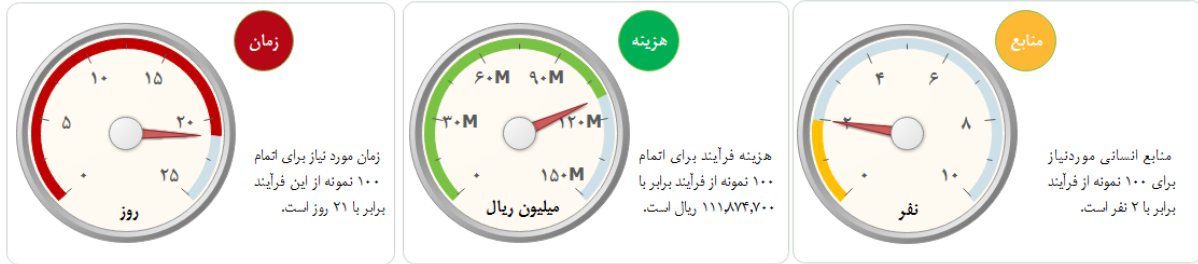 منابع
۰
۲
۴
۶
۸
۱۰
نفر
منابع انسانی موردنیاز
برای ۱۰۰ نمونه از فرآیند
برابر با ۲ نفر است.
هزینه
۰
۳۰M
۶۰M
۹۰M
۱۲۰M
۱۵۰M
میلیون ریال
هزینه فرآیند برای اتمام
۱۰۰ نمونه از فرآیند برابر با
۱۱۱,۸۷۴,۷۰۰ ریال است.
زمان
۰
۵
۱۰
۱۵
۲۰
۲۵
روز
زمان مورد نیاز برای اتمام
۱۰۰ نمونه از این فرآیند
برابر با ۲۱ روز است.